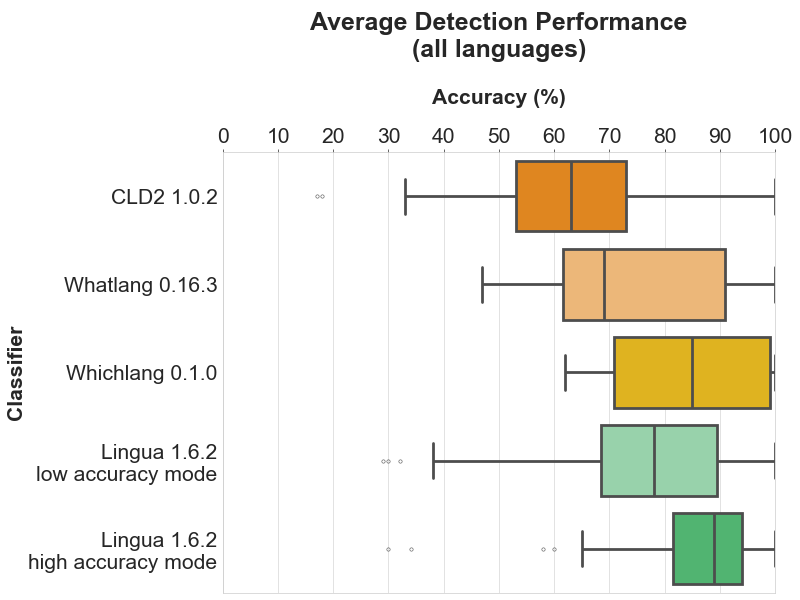 Average Detection Performance
(all languages)
Accuracy (%)
0 10 20 30 40 50 60 70 80 90 100
Classifier
CLD2 1.0.2
Whatlang 0.16.3
Whichlang 0.1.0
Lingua 1.6.2
low accuracy mode
Lingua 1.6.2
high accuracy mode